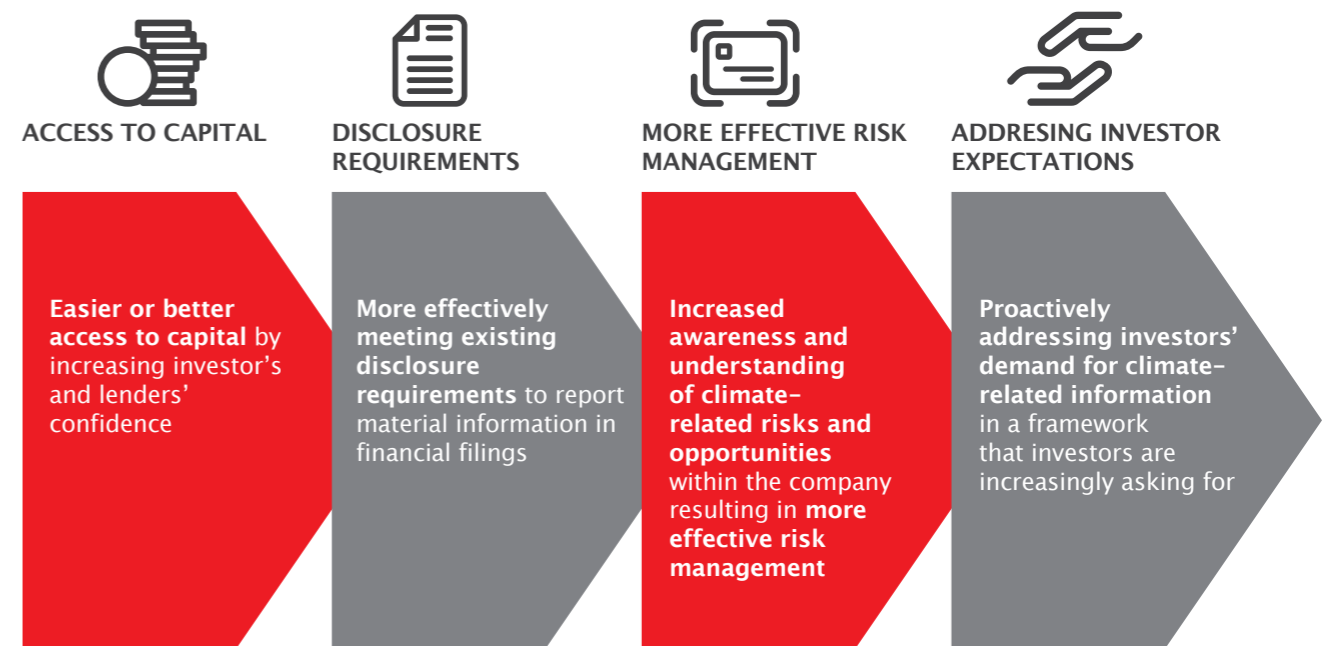 ACCESS TO CAPITAL
Easier or better
access to capital by
increasing investor's
and lenders'
confidence
DISCLOSURE
REQUIREMENTS
More effectively
meeting existing
disclosure
requirements to report
material information in
financial filings
MORE EFFECTIVE RISK
MANAGEMENT
Increased
awareness and
understanding
of climate–
related risks and
opportunities
within the company
resulting in more
effective risk
management
ADDRESING INVESTOR
EXPECTATIONS
Proactively
addressing investors'
demand for climate–
related information
in a framework
that investors are
increasingly asking for